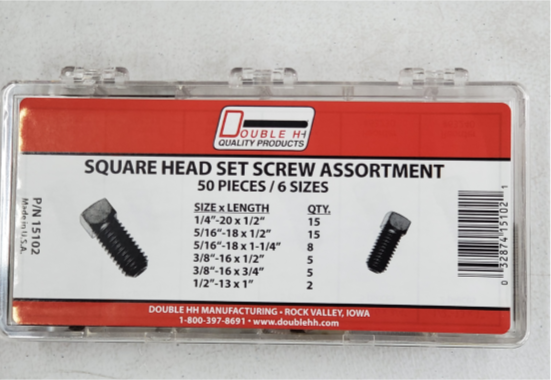 DOUBLE HH
QUALITY PRODUCTS
SQUARE HEAD SET SCREW ASSORTMENT
50 PIECES / 6 SIZES
SIZE x LENGTH QTY.
1/4"-20 x 1/2" 15
5/16"-18 x 1/2" 15
5/16"-18 x 1-1/4" 8
3/8"-16 x 1/2" 5
3/8"-16 x 3/4" 5
1/2"-13 x 1" 2
P/N 15102
Made in U.S.A.
0 32874 15102 1
DOUBLE HH MANUFACTURING • ROCK VALLEY, IOWA
1-800-397-8691 • www.doublehh.com